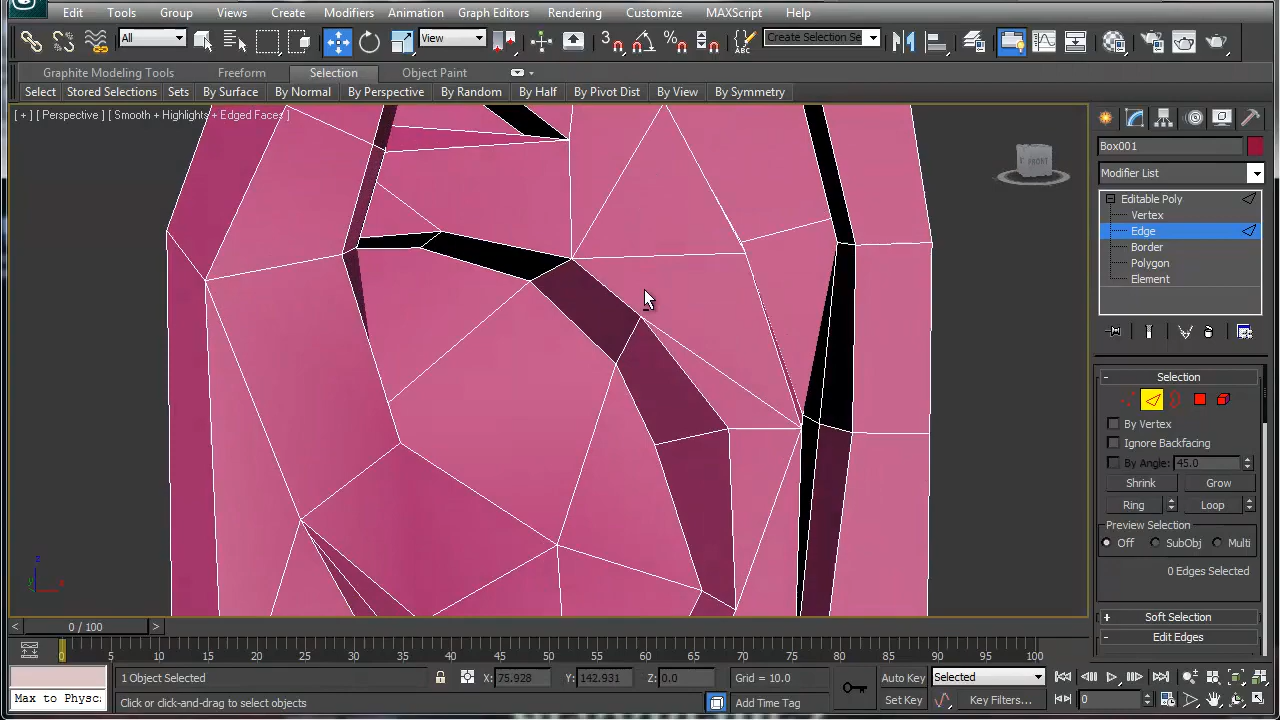 Edit Tools Group Views Create Modifiers Animation Graph Editors Rendering Customize MAXScript Help
All View Create Selection Se
Graphite Modeling Tools Freeform Selection Object Paint
Select Stored Selections Sets By Surface By Normal By Perspective By Random By Half By Pivot Dist By View By Symmetry
[ + ] [ Perspective ] [ Smooth + Highlights + Edged Faces ]
FRONT
Box001
Modifier List
Editable Poly
Vertex
Edge
Border
Polygon
Element
- Selection
By Vertex
Ignore Backfacing
By Angle: 45.0
Shrink Grow
Ring Loop
Preview Selection
Off SubObj Multi
0 Edges Selected
+ Soft Selection
- Edit Edges
z
x
y
< 0 / 100 >
0 5 10 15 20 25 30 35 40 45 50 55 60 65 70 75 80 85 90 95 100
1 Object Selected X: 75.928 Y: 142.931 Z: 0.0 Grid = 10.0 Auto Key Selected
Max to Physc
Click or click-and-drag to select objects Add Time Tag Set Key Key Filters... 0